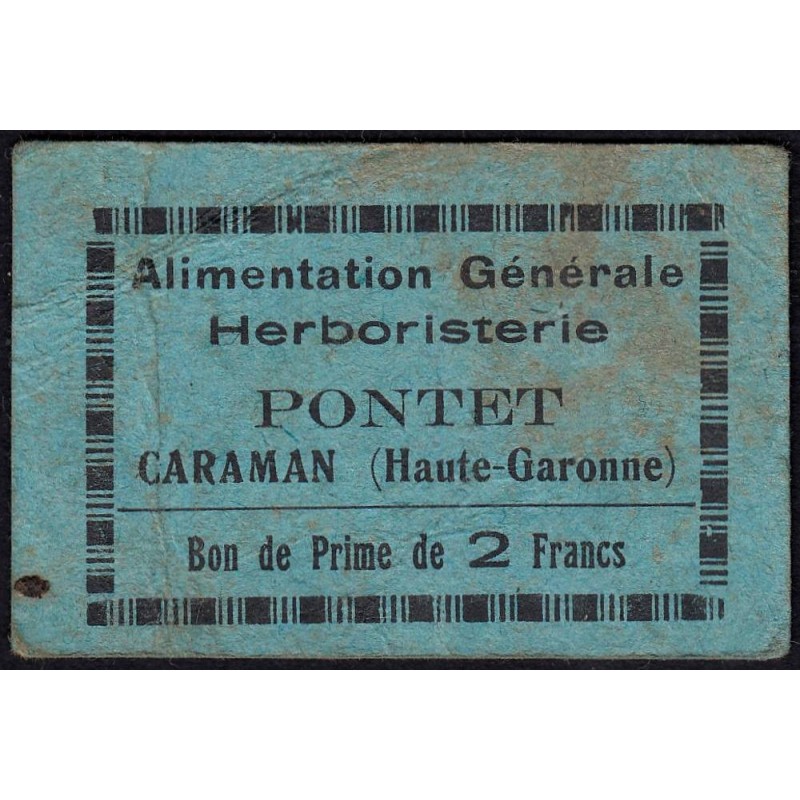 Alimentation Générale
Herboristerie
PONTET
CARAMAN (Haute-Garonne)
Bon de Prime de 2 Francs